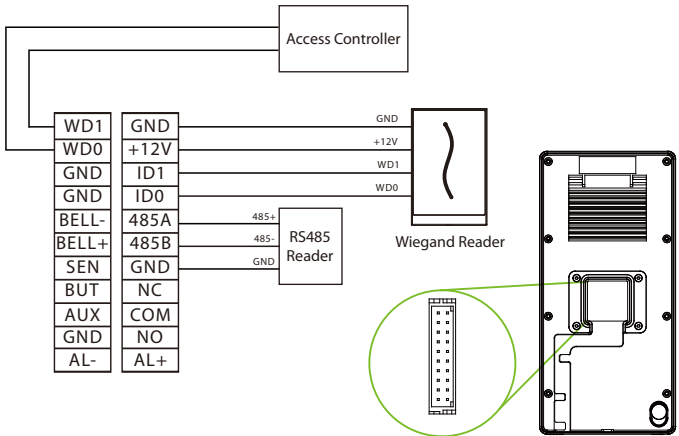 Access Controller
WD1 GND GND
WD0 +12V +12V
GND ID1 WD1
GND ID0 WD0
BELL- 485A 485+
BELL+ 485B 485-
SEN GND GND
BUT NC
AUX COM
GND NO
AL- AL+
RS485
Reader
Wiegand Reader